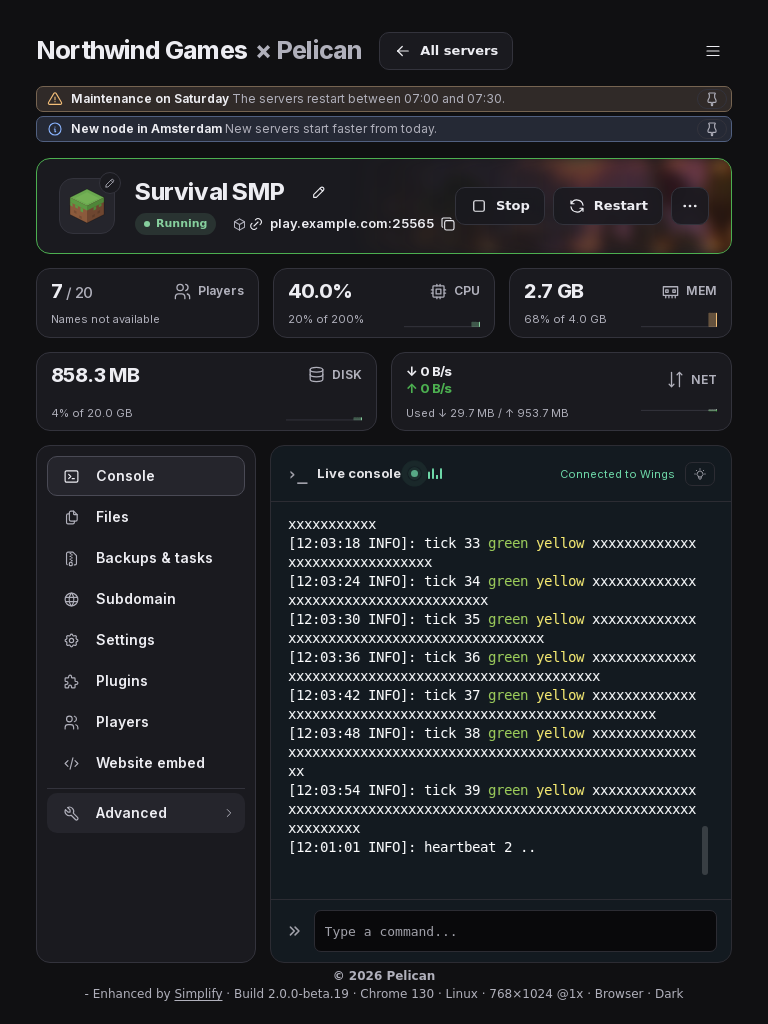 Northwind Games × Pelican
All servers
Maintenance on Saturday The servers restart between 07:00 and 07:30.
New node in Amsterdam New servers start faster from today.
Survival SMP
Running
play.example.com:25565
Stop
Restart
7 / 20
Players
Names not available
40.0%
CPU
20% of 200%
2.7 GB
MEM
68% of 4.0 GB
858.3 MB
DISK
4% of 20.0 GB
↓ 0 B/s
↑ 0 B/s
NET
Used ↓ 29.7 MB / ↑ 953.7 MB
Console
Files
Backups & tasks
Subdomain
Settings
Plugins
Players
Website embed
Advanced
Live console
Connected to Wings
xxxxxxxxxxx
[12:03:18 INFO]: tick 33 green yellow xxxxxxxxxxxxx
xxxxxxxxxxxxxxxxxx
[12:03:24 INFO]: tick 34 green yellow xxxxxxxxxxxxx
xxxxxxxxxxxxxxxxxxxxxxxxx
[12:03:30 INFO]: tick 35 green yellow xxxxxxxxxxxxx
xxxxxxxxxxxxxxxxxxxxxxxxxxxxxxxx
[12:03:36 INFO]: tick 36 green yellow xxxxxxxxxxxxx
xxxxxxxxxxxxxxxxxxxxxxxxxxxxxxxxxxxxxxx
[12:03:42 INFO]: tick 37 green yellow xxxxxxxxxxxxx
xxxxxxxxxxxxxxxxxxxxxxxxxxxxxxxxxxxxxxxxxxxxxx
[12:03:48 INFO]: tick 38 green yellow xxxxxxxxxxxxx
xxxxxxxxxxxxxxxxxxxxxxxxxxxxxxxxxxxxxxxxxxxxxxxxxxx
xx
[12:03:54 INFO]: tick 39 green yellow xxxxxxxxxxxxx
xxxxxxxxxxxxxxxxxxxxxxxxxxxxxxxxxxxxxxxxxxxxxxxxxxx
xxxxxxxxx
[12:01:01 INFO]: heartbeat 2 ..
Type a command...
© 2026 Pelican
- Enhanced by Simplify · Build 2.0.0-beta.19 · Chrome 130 · Linux · 768×1024 @1x · Browser · Dark